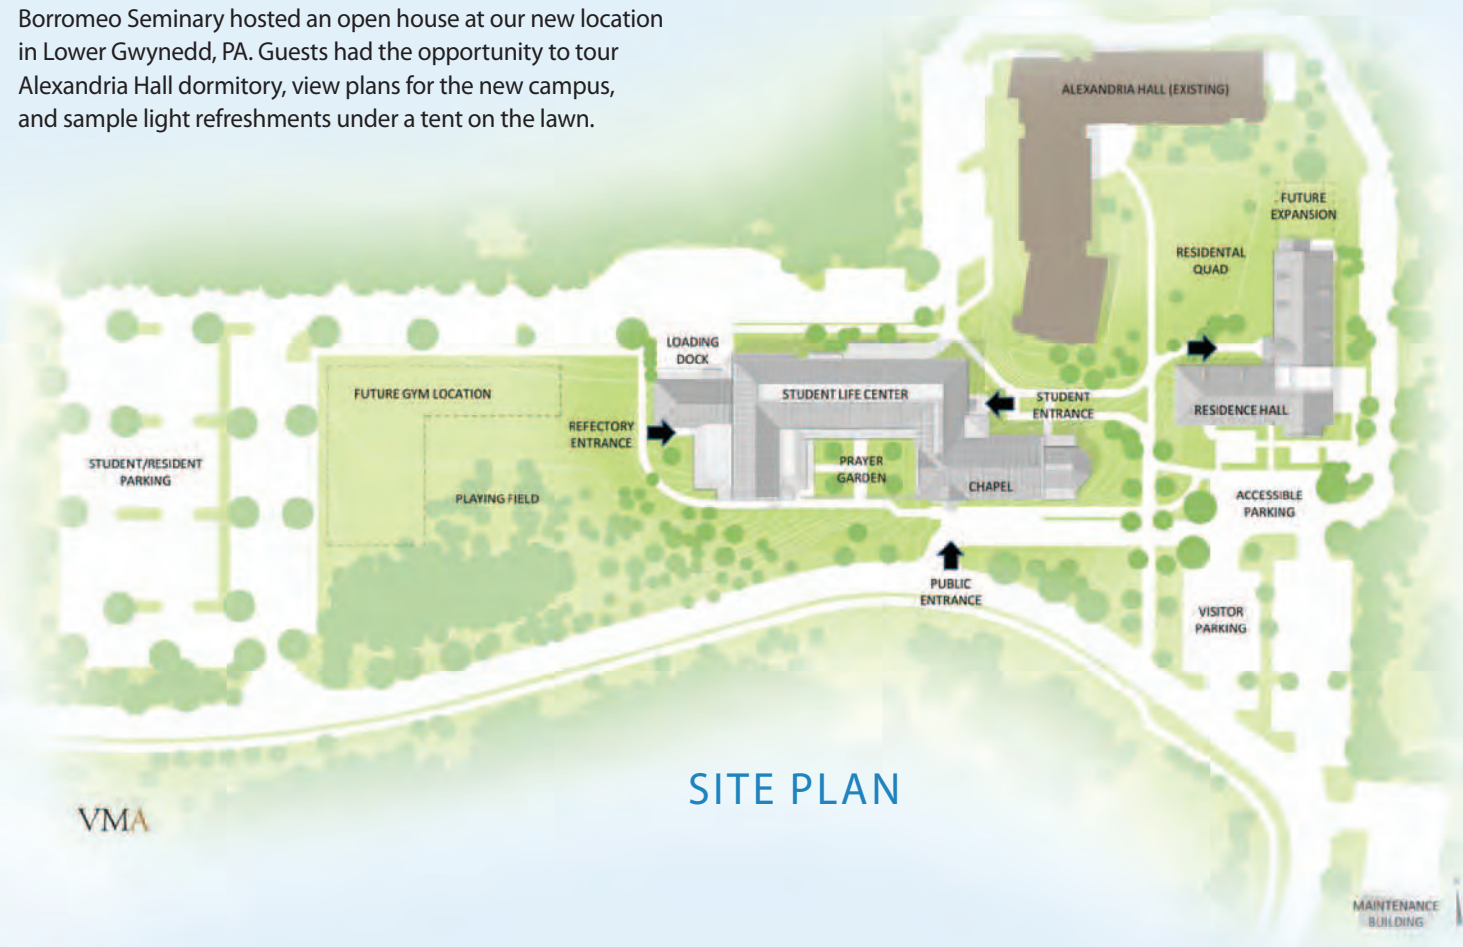 Borromeo Seminary hosted an open house at our new location
in Lower Gwynedd, PA. Guests had the opportunity to tour
Alexandria Hall dormitory, view plans for the new campus,
and sample light refreshments under a tent on the lawn.
ALEXANDRIA HALL (EXISTING)
FUTURE
EXPANSION
RESIDENTAL
QUAD
LOADING
DOCK
FUTURE GYM LOCATION
STUDENT LIFE CENTER
STUDENT
ENTRANCE
RESIDENCE HALL
REFECTORY
ENTRANCE
STUDENT/RESIDENT
PARKING
PRAYER
GARDEN
PLAYING FIELD
CHAPEL
ACCESSIBLE
PARKING
PUBLIC
ENTRANCE
VISITOR
PARKING
SITE PLAN
VMA
MAINTENANCE
BUILDING